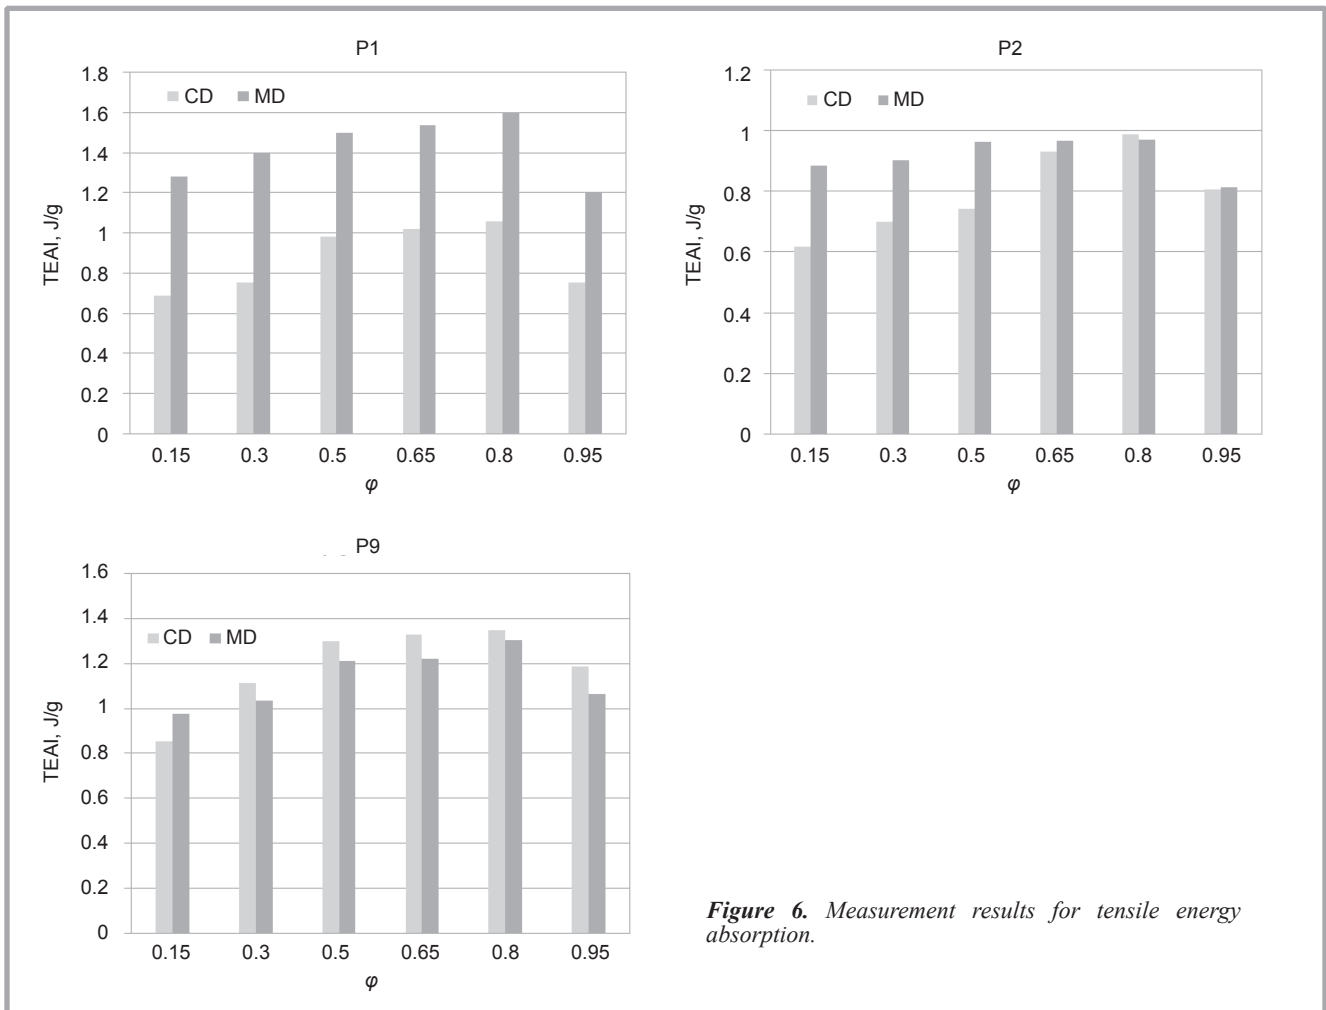 P1
1.8
1.6
1.4
1.2
1
0.8
0.6
0.4
0.2
0
TEAI, J/g
CD MD
0.15 0.3 0.5 0.65 0.8 0.95
φ
P2
1.2
1
0.8
0.6
0.4
0.2
0
TEAI, J/g
CD MD
0.15 0.3 0.5 0.65 0.8 0.95
φ
P9
1.6
1.4
1.2
1
0.8
0.6
0.4
0.2
0
TEAI, J/g
CD MD
0.15 0.3 0.5 0.65 0.8 0.95
φ
Figure 6. Measurement results for tensile energy
absorption.